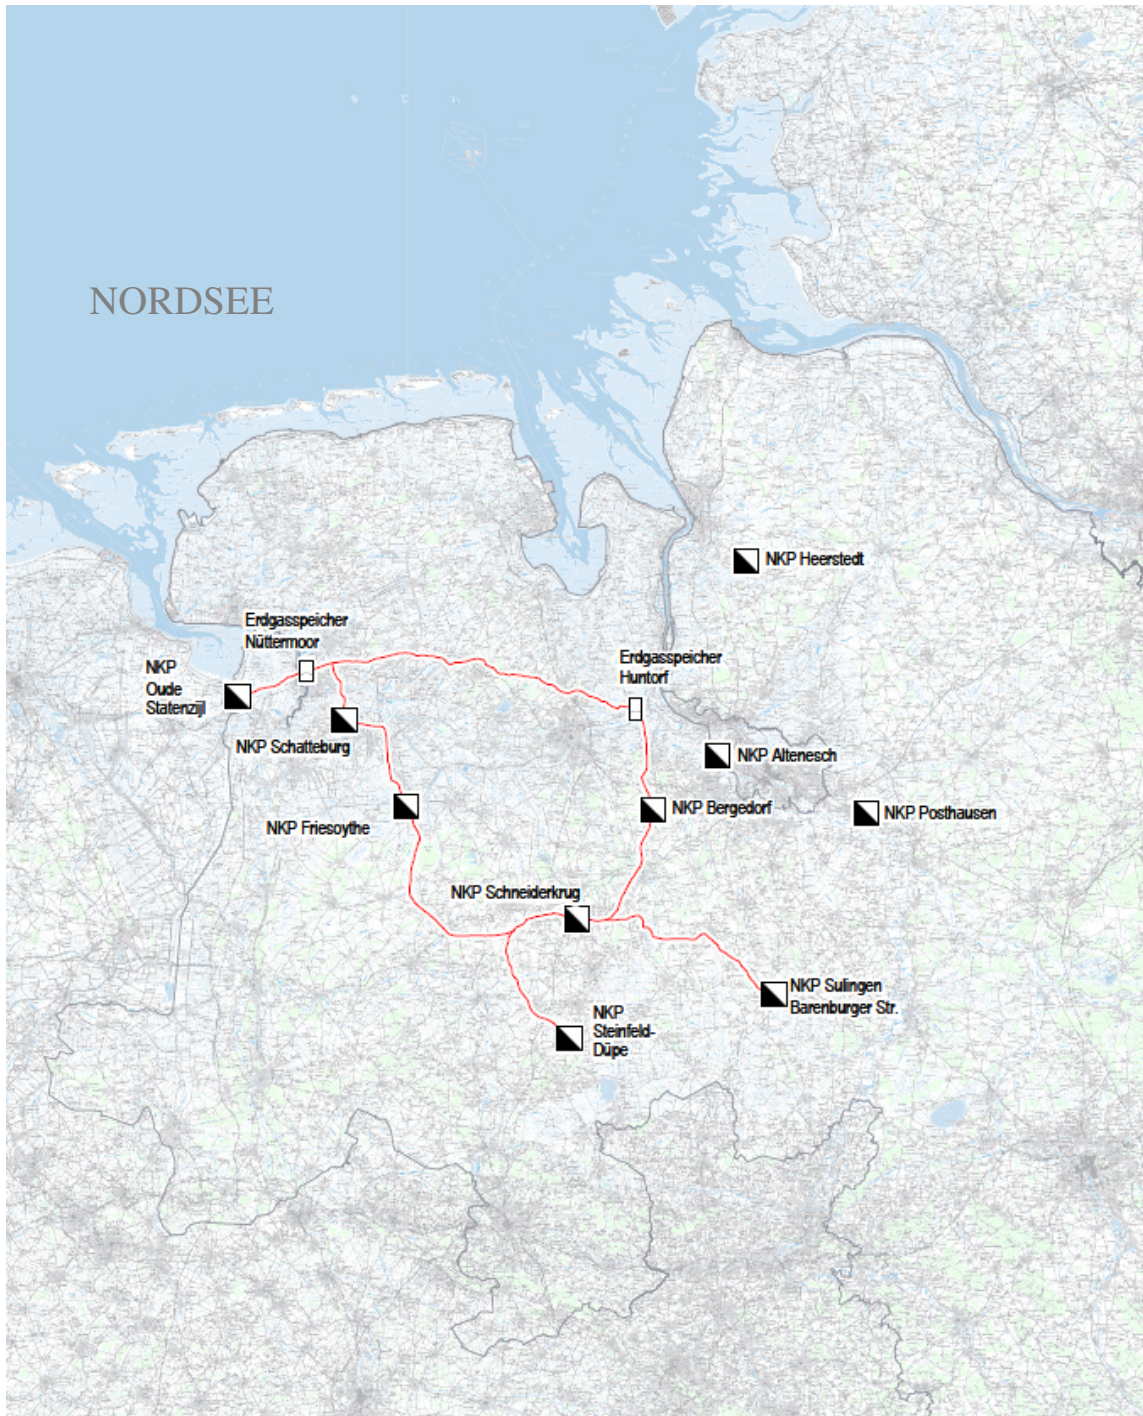 NORDSEE
NKP Heerstedt
Erdgasspeicher
Nüttermoor
Erdgasspeicher
Huntorf
NKP
Oude
Statenzijl
NKP Schatteburg
NKP Altenesch
NKP Bergedorf
NKP Posthausen
NKP Friesoythe
NKP Schneiderkrug
NKP Sulingen
Barenburger Str.
NKP
Steinfeld-
Düpe